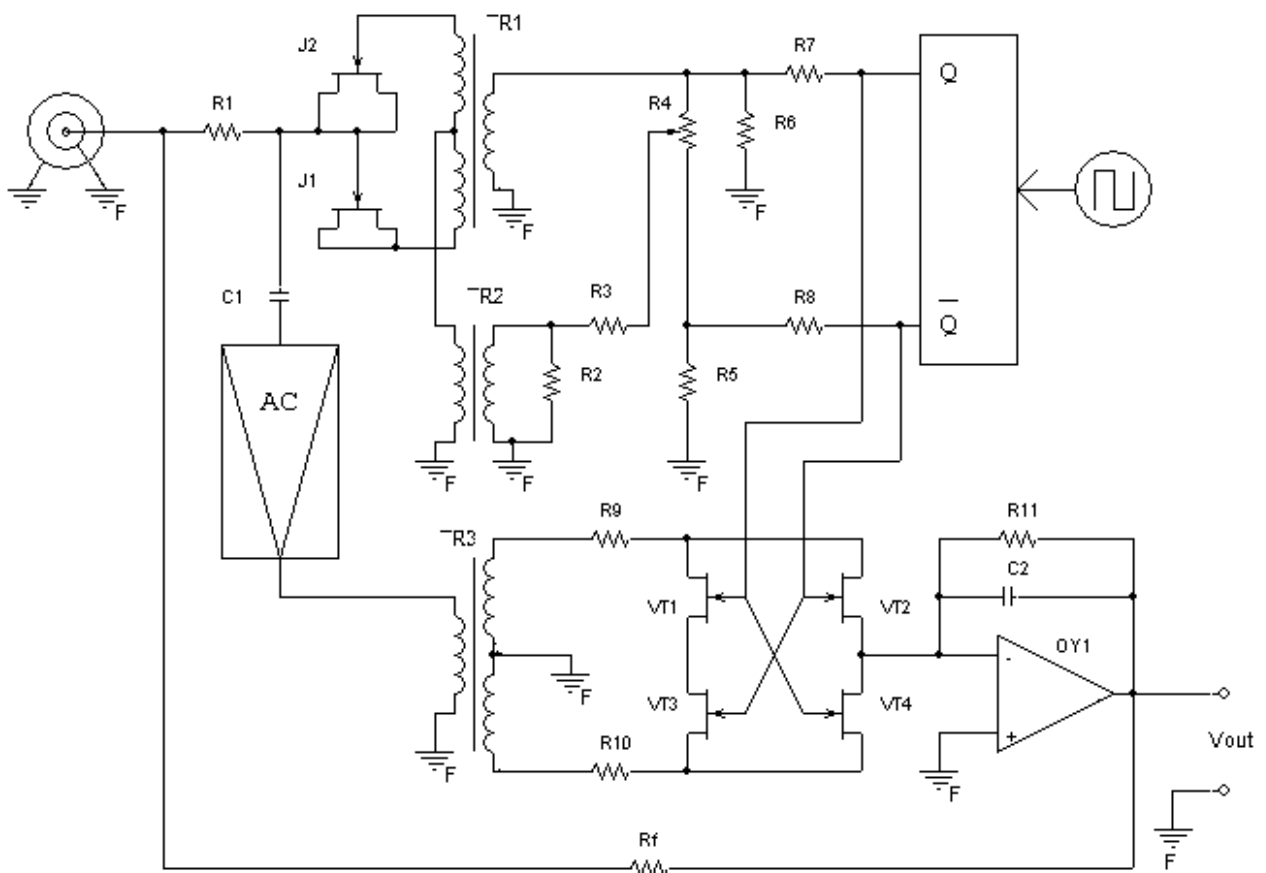 J2
TR1
R7
Q
R1
R4
R6
J1
F
F
F
C1
TR2
R3
R8
Q̅
AC
R2
R5
F
F
F
TR3
R9
R11
C2
VT1
VT2
OY1
-
F
VT3
VT4
+
F
R10
F
Vout
Rf
F